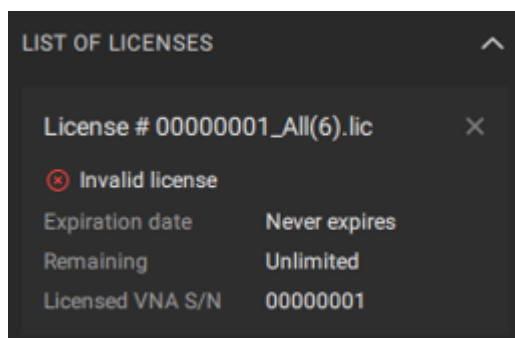 LIST OF LICENSES
License # 00000001_All(6).lic
Invalid license
Expiration date Never expires
Remaining Unlimited
Licensed VNA S/N 00000001